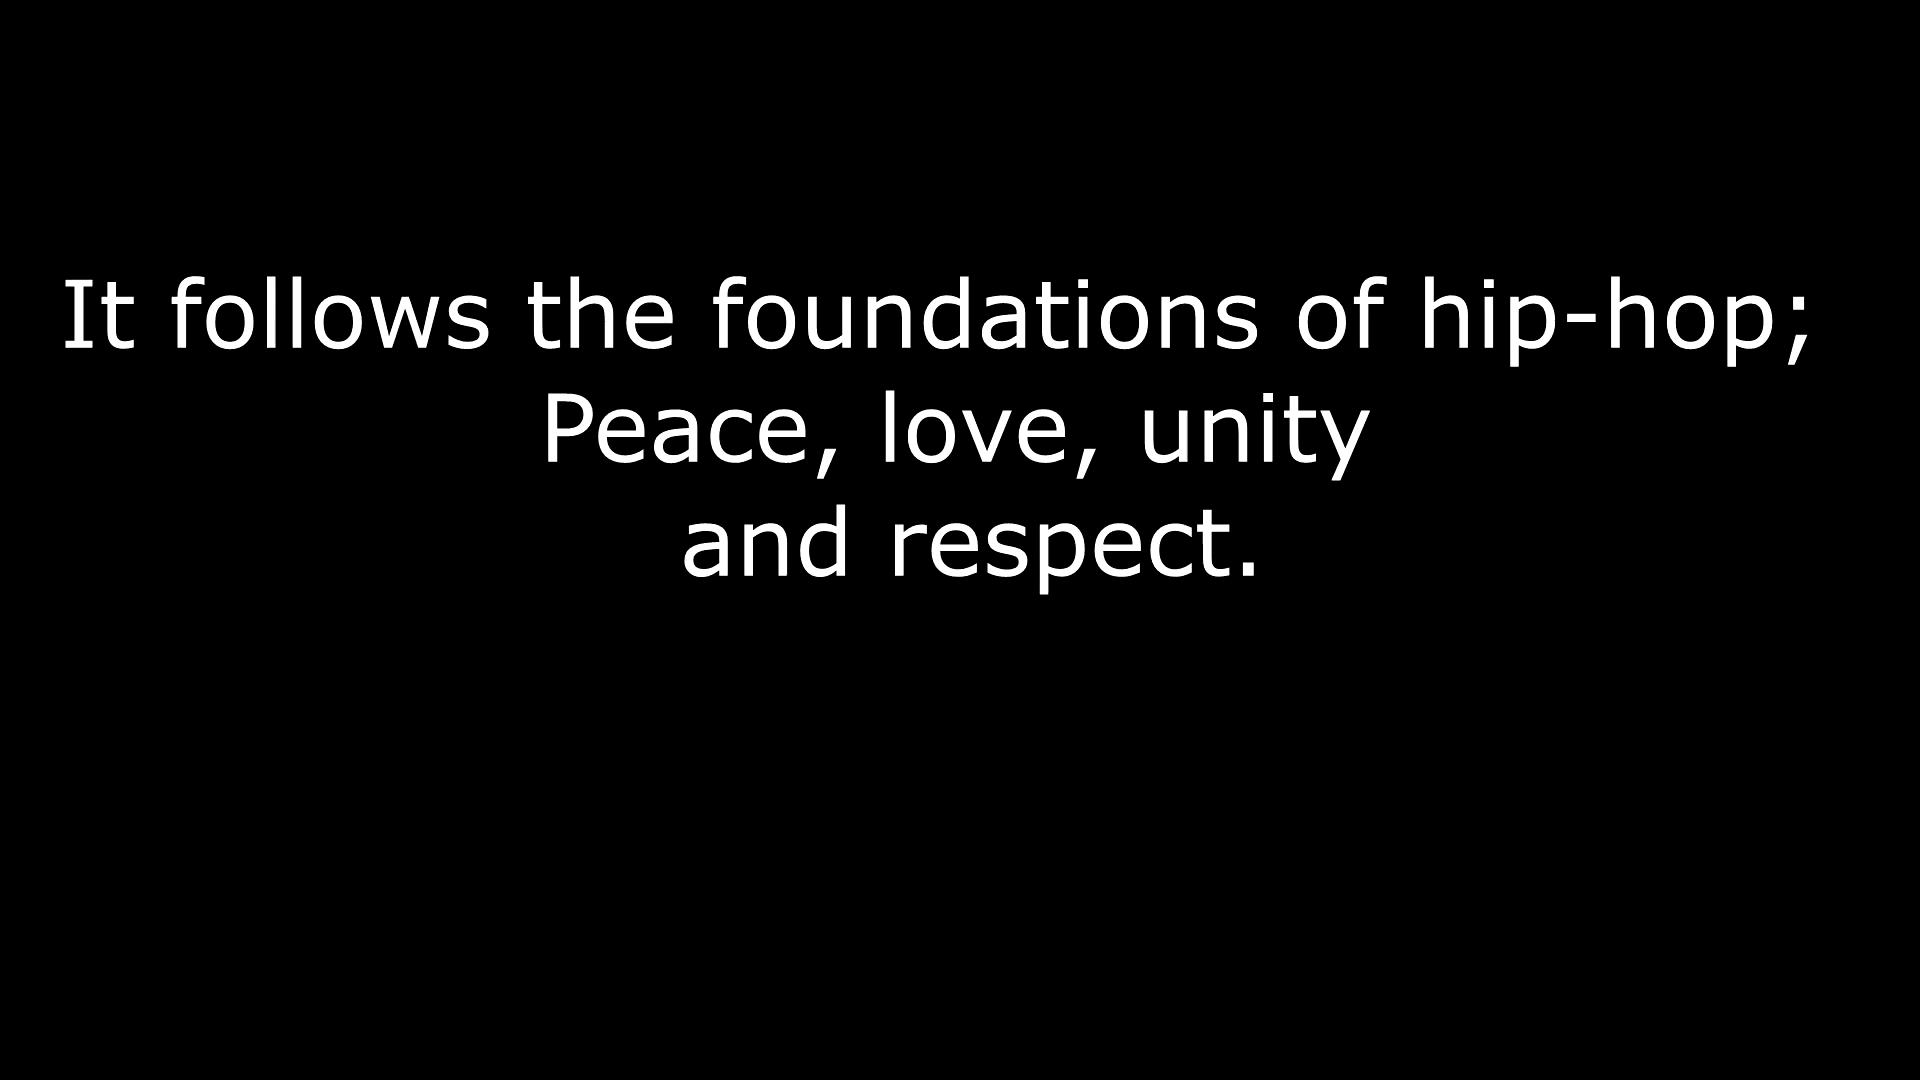 It follows the foundations of hip-hop;
Peace, love, unity
and respect.